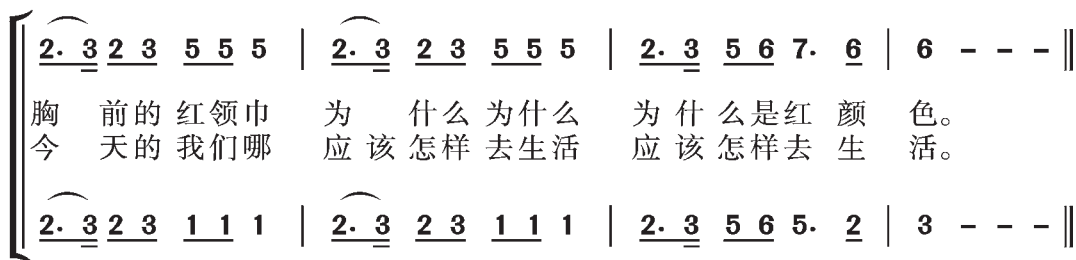 2. 3 2 3 5 5 5 | 2. 3 2 3 5 5 5 | 2. 3 5 6 7. 6 | 6 - - - ‖
胸 前的 红领巾 为 什么 为什么 为 什 么是红 颜 色。
今 天的 我们哪 应 该 怎样 去生活 应 该 怎样去 生 活。
2. 3 2 3 1 1 1 | 2. 3 2 3 1 1 1 | 2. 3 5 6 5. 2 | 3 - - - ‖